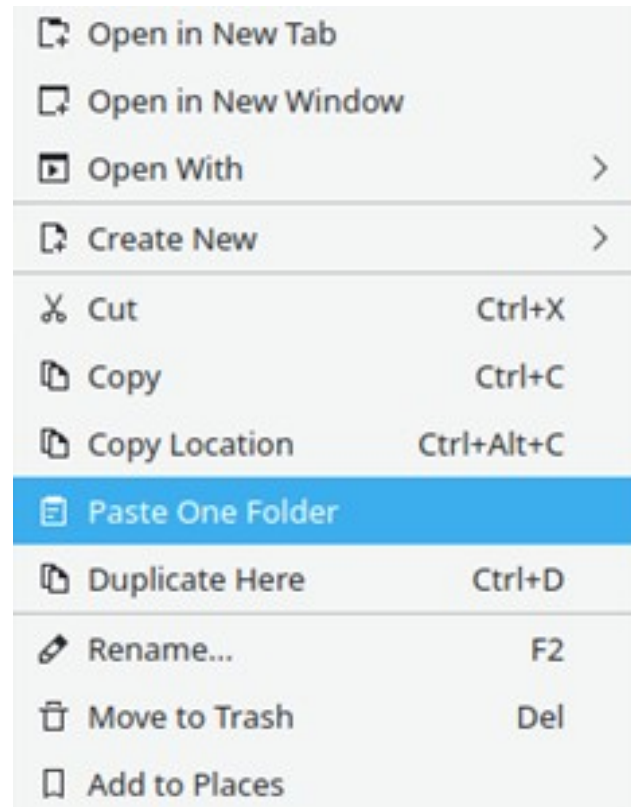 Open in New Tab
Open in New Window
Open With
Create New
Cut Ctrl+X
Copy Ctrl+C
Copy Location Ctrl+Alt+C
Paste One Folder
Duplicate Here Ctrl+D
Rename... F2
Move to Trash Del
Add to Places